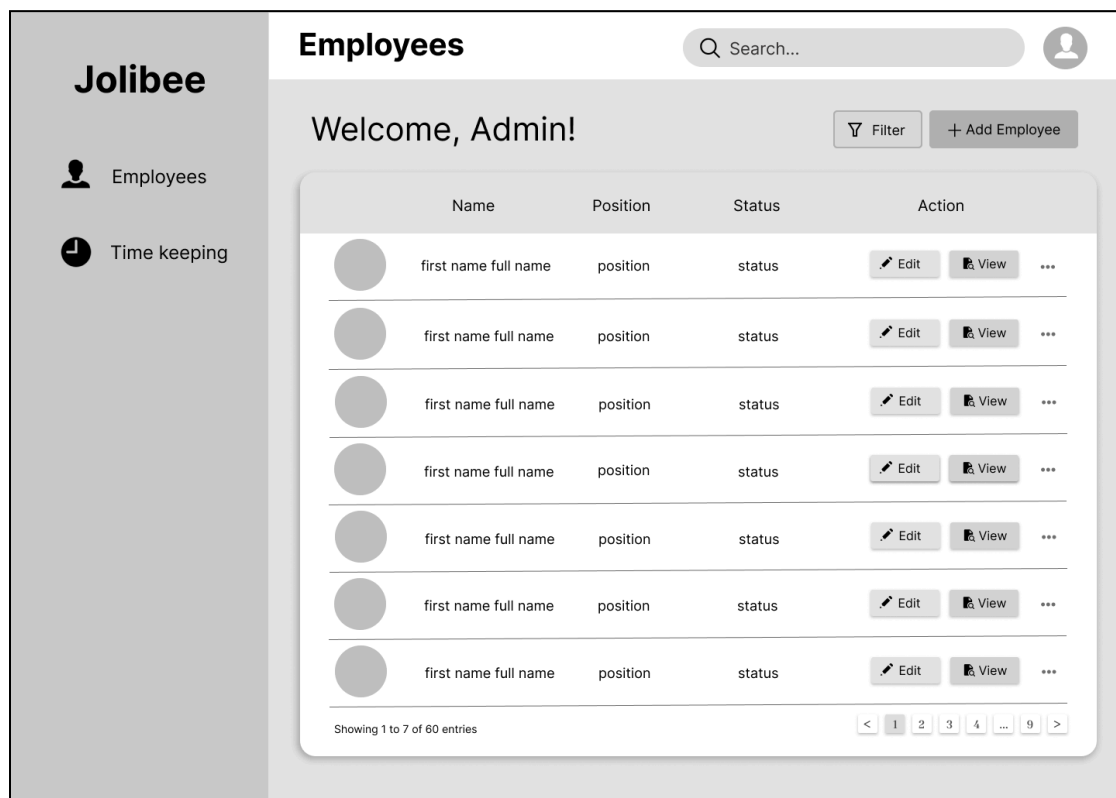 Jolibee
Employees
Time keeping
Employees
Search...
Welcome, Admin!
Filter
+ Add Employee
Name Position Status Action
first name full name position status Edit View ...
first name full name position status Edit View ...
first name full name position status Edit View ...
first name full name position status Edit View ...
first name full name position status Edit View ...
first name full name position status Edit View ...
first name full name position status Edit View ...
Showing 1 to 7 of 60 entries
< 1 2 3 4 ... 9 >